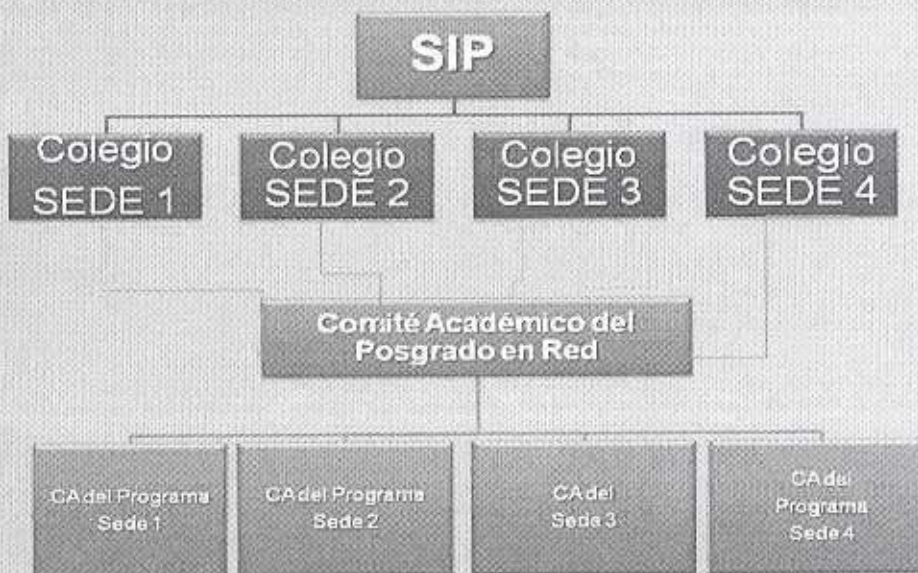 SIP
Colegio
SEDE 1
Colegio
SEDE 2
Colegio
SEDE 3
Colegio
SEDE 4
Comité Académico del
Posgrado en Red
CA del Programa
Sede 1
CA del Programa
Sede 2
CA del
Sede 3
CA del
Programa
Sede 4